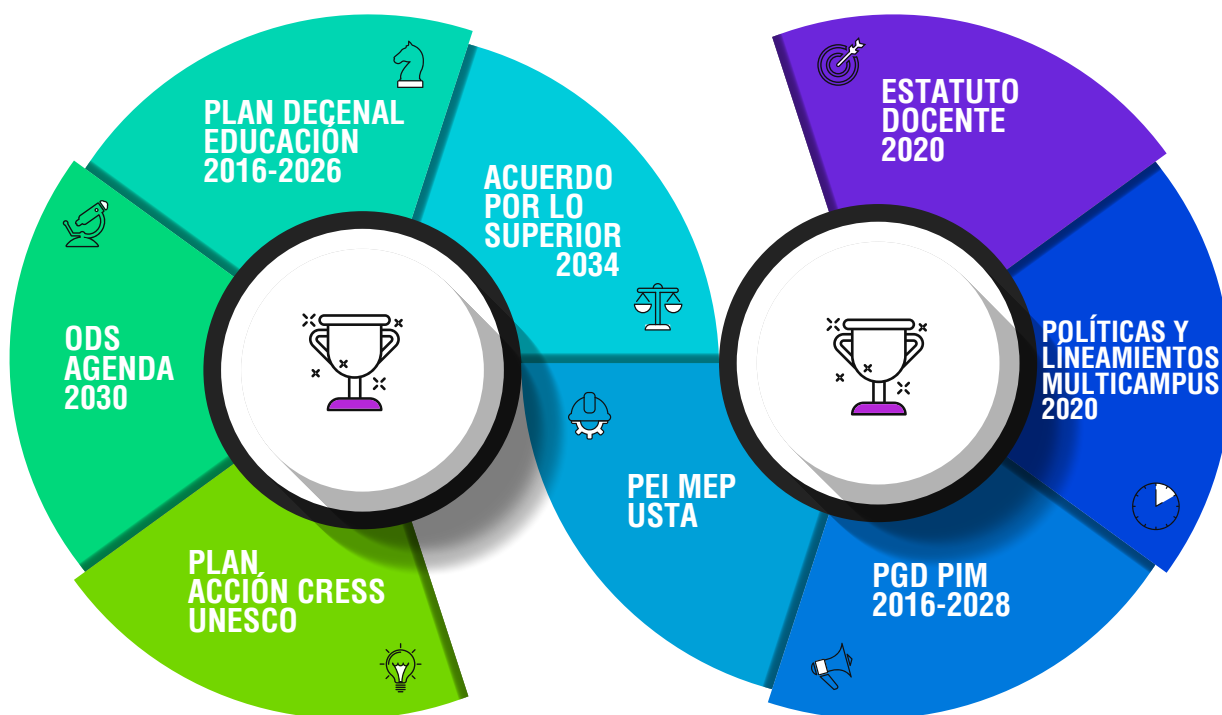 PLAN DECENAL
EDUCACIÓN
2016-2026
ACUERDO
POR LO
SUPERIOR
2034
ODS
AGENDA
2030
PLAN
ACCIÓN CRESS
UNESCO
ESTATUTO
DOCENTE
2020
POLÍTICAS Y
LÍNEAMIENTOS
MULTICAMPUS
2020
PEI MEP
USTA
PGD PIM
2016-2028